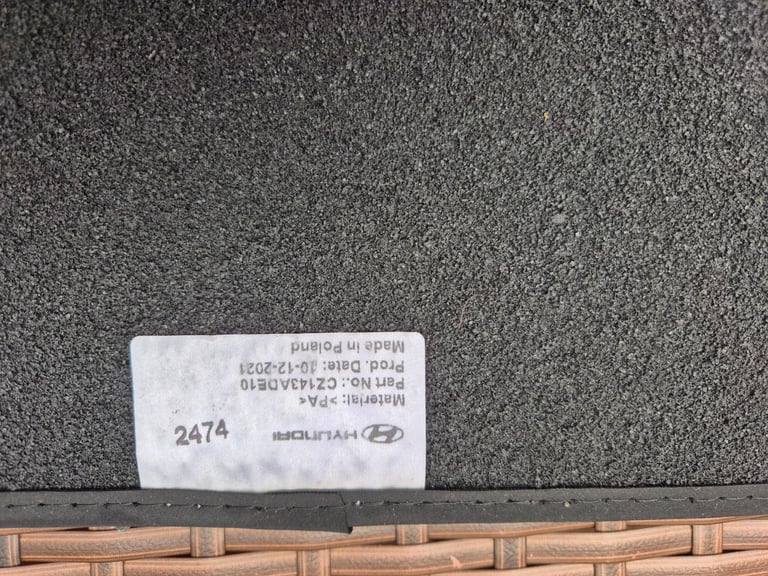 HYUNDAI
2474
Material: >PA<
Part No.: CZ143ADE10
Prod. Date: 10-12-2021
Made in Poland